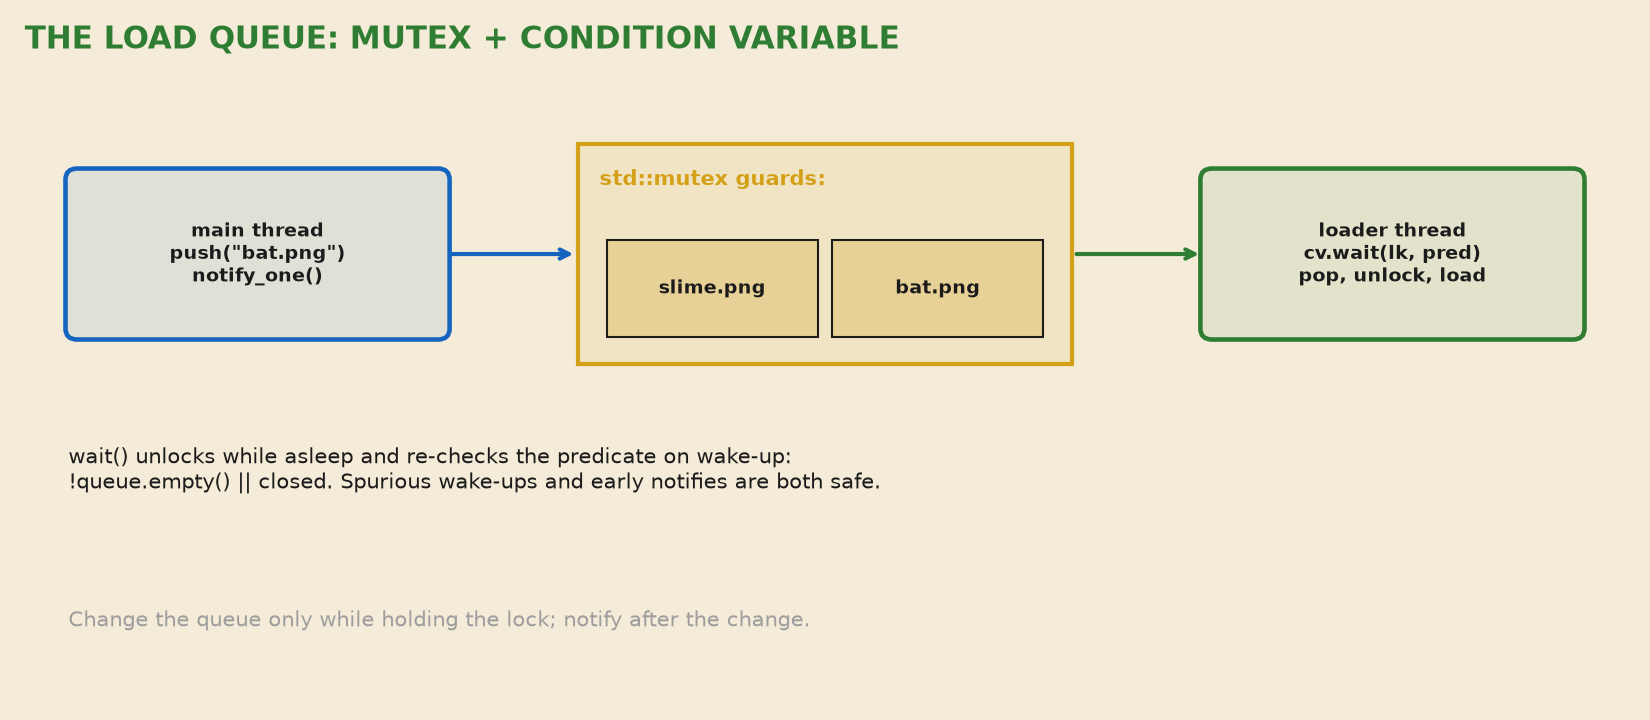 THE LOAD QUEUE: MUTEX + CONDITION VARIABLE
main thread
push("bat.png")
notify_one()
std::mutex guards:
slime.png
bat.png
loader thread
cv.wait(lk, pred)
pop, unlock, load
wait() unlocks while asleep and re-checks the predicate on wake-up:
!queue.empty() || closed. Spurious wake-ups and early notifies are both safe.
Change the queue only while holding the lock; notify after the change.